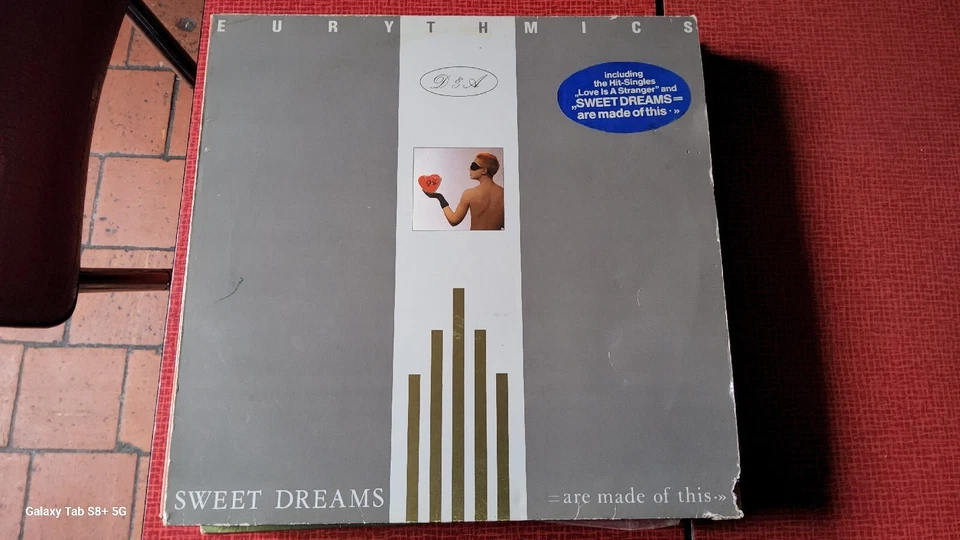 EURYTHMICS
D & A
including
the Hit-Singles
„Love Is A Stranger" and
„SWEET DREAMS =
are made of this · »
SWEET DREAMS
=are made of this·-»
Galaxy Tab S8+ 5G